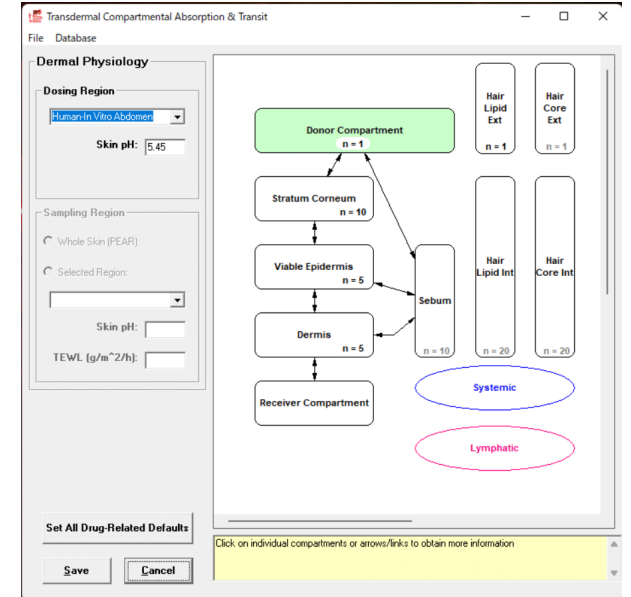 Transdermal Compartmental Absorption & Transit
File Database
Dermal Physiology
Dosing Region
Human-In Vitro Abdomen
Skin pH: 5.45
Sampling Region
Whole Skin (PEAR)
Selected Region:
Skin pH:
TEWL (g/m^2/h):
Set All Drug-Related Defaults
Save Cancel
Donor Compartment
n = 1
Stratum Corneum
n = 10
Viable Epidermis
n = 5
Dermis
n = 5
Receiver Compartment
Sebum
n = 10
Hair
Lipid
Ext
n = 1
Hair
Core
Ext
n = 1
Hair
Lipid Int
n = 20
Hair
Core Int
n = 20
Systemic
Lymphatic
Click on individual compartments or arrows/links to obtain more information